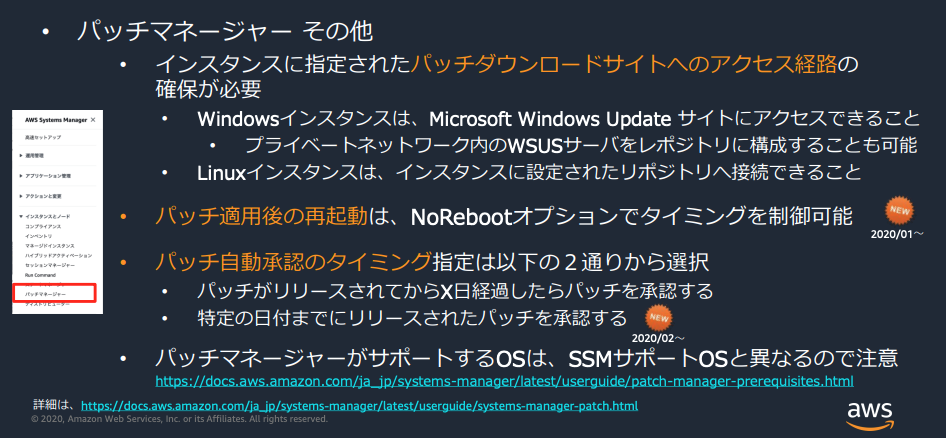 • パッチマネージャー その他
• インスタンスに指定されたパッチダウンロードサイトへのアクセス経路の
確保が必要
• Windowsインスタンスは、Microsoft Windows Update サイトにアクセスできること
• プライベートネットワーク内のWSUSサーバをレポジトリに構成することも可能
• Linuxインスタンスは、インスタンスに設定されたリポジトリへ接続できること
• パッチ適用後の再起動は、NoRebootオプションでタイミングを制御可能
NEW
2020/01～
• パッチ自動承認のタイミング指定は以下の２通りから選択
• パッチがリリースされてからX日経過したらパッチを承認する
• 特定の日付までにリリースされたパッチを承認する
NEW
2020/02～
• パッチマネージャーがサポートするOSは、SSMサポートOSと異なるので注意
https://docs.aws.amazon.com/ja_jp/systems-manager/latest/userguide/patch-manager-prerequisites.html
AWS Systems Manager ×
高速セットアップ
▶ 運用管理
▶ アプリケーション管理
▶ アクションと変更
▼ インスタンスとノード
コンプライアンス
インベントリ
マネージドインスタンス
ハイブリッドアクティベーション
セッションマネージャー
Run Command
パッチマネージャー
ディストリビューター
詳細は、https://docs.aws.amazon.com/ja_jp/systems-manager/latest/userguide/systems-manager-patch.html
© 2020, Amazon Web Services, Inc. or its Affiliates. All rights reserved.
aws